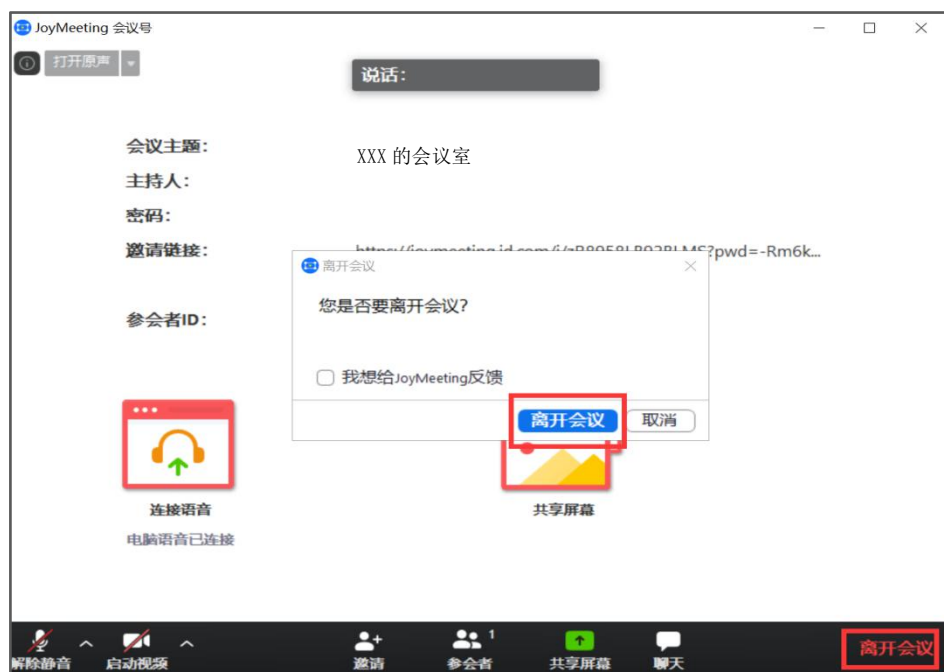 JoyMeeting 会议号
打开原声
说话：
会议主题：
XXX 的会议室
主持人：
密码：
邀请链接：
?pwd=-Rm6k...
离开会议
您是否要离开会议?
参会者ID：
我想给JoyMeeting反馈
离开会议 取消
连接语音
共享屏幕
电脑语音已连接
1
解除静音 启动视频 邀请 参会者 共享屏幕 聊天 离开会议